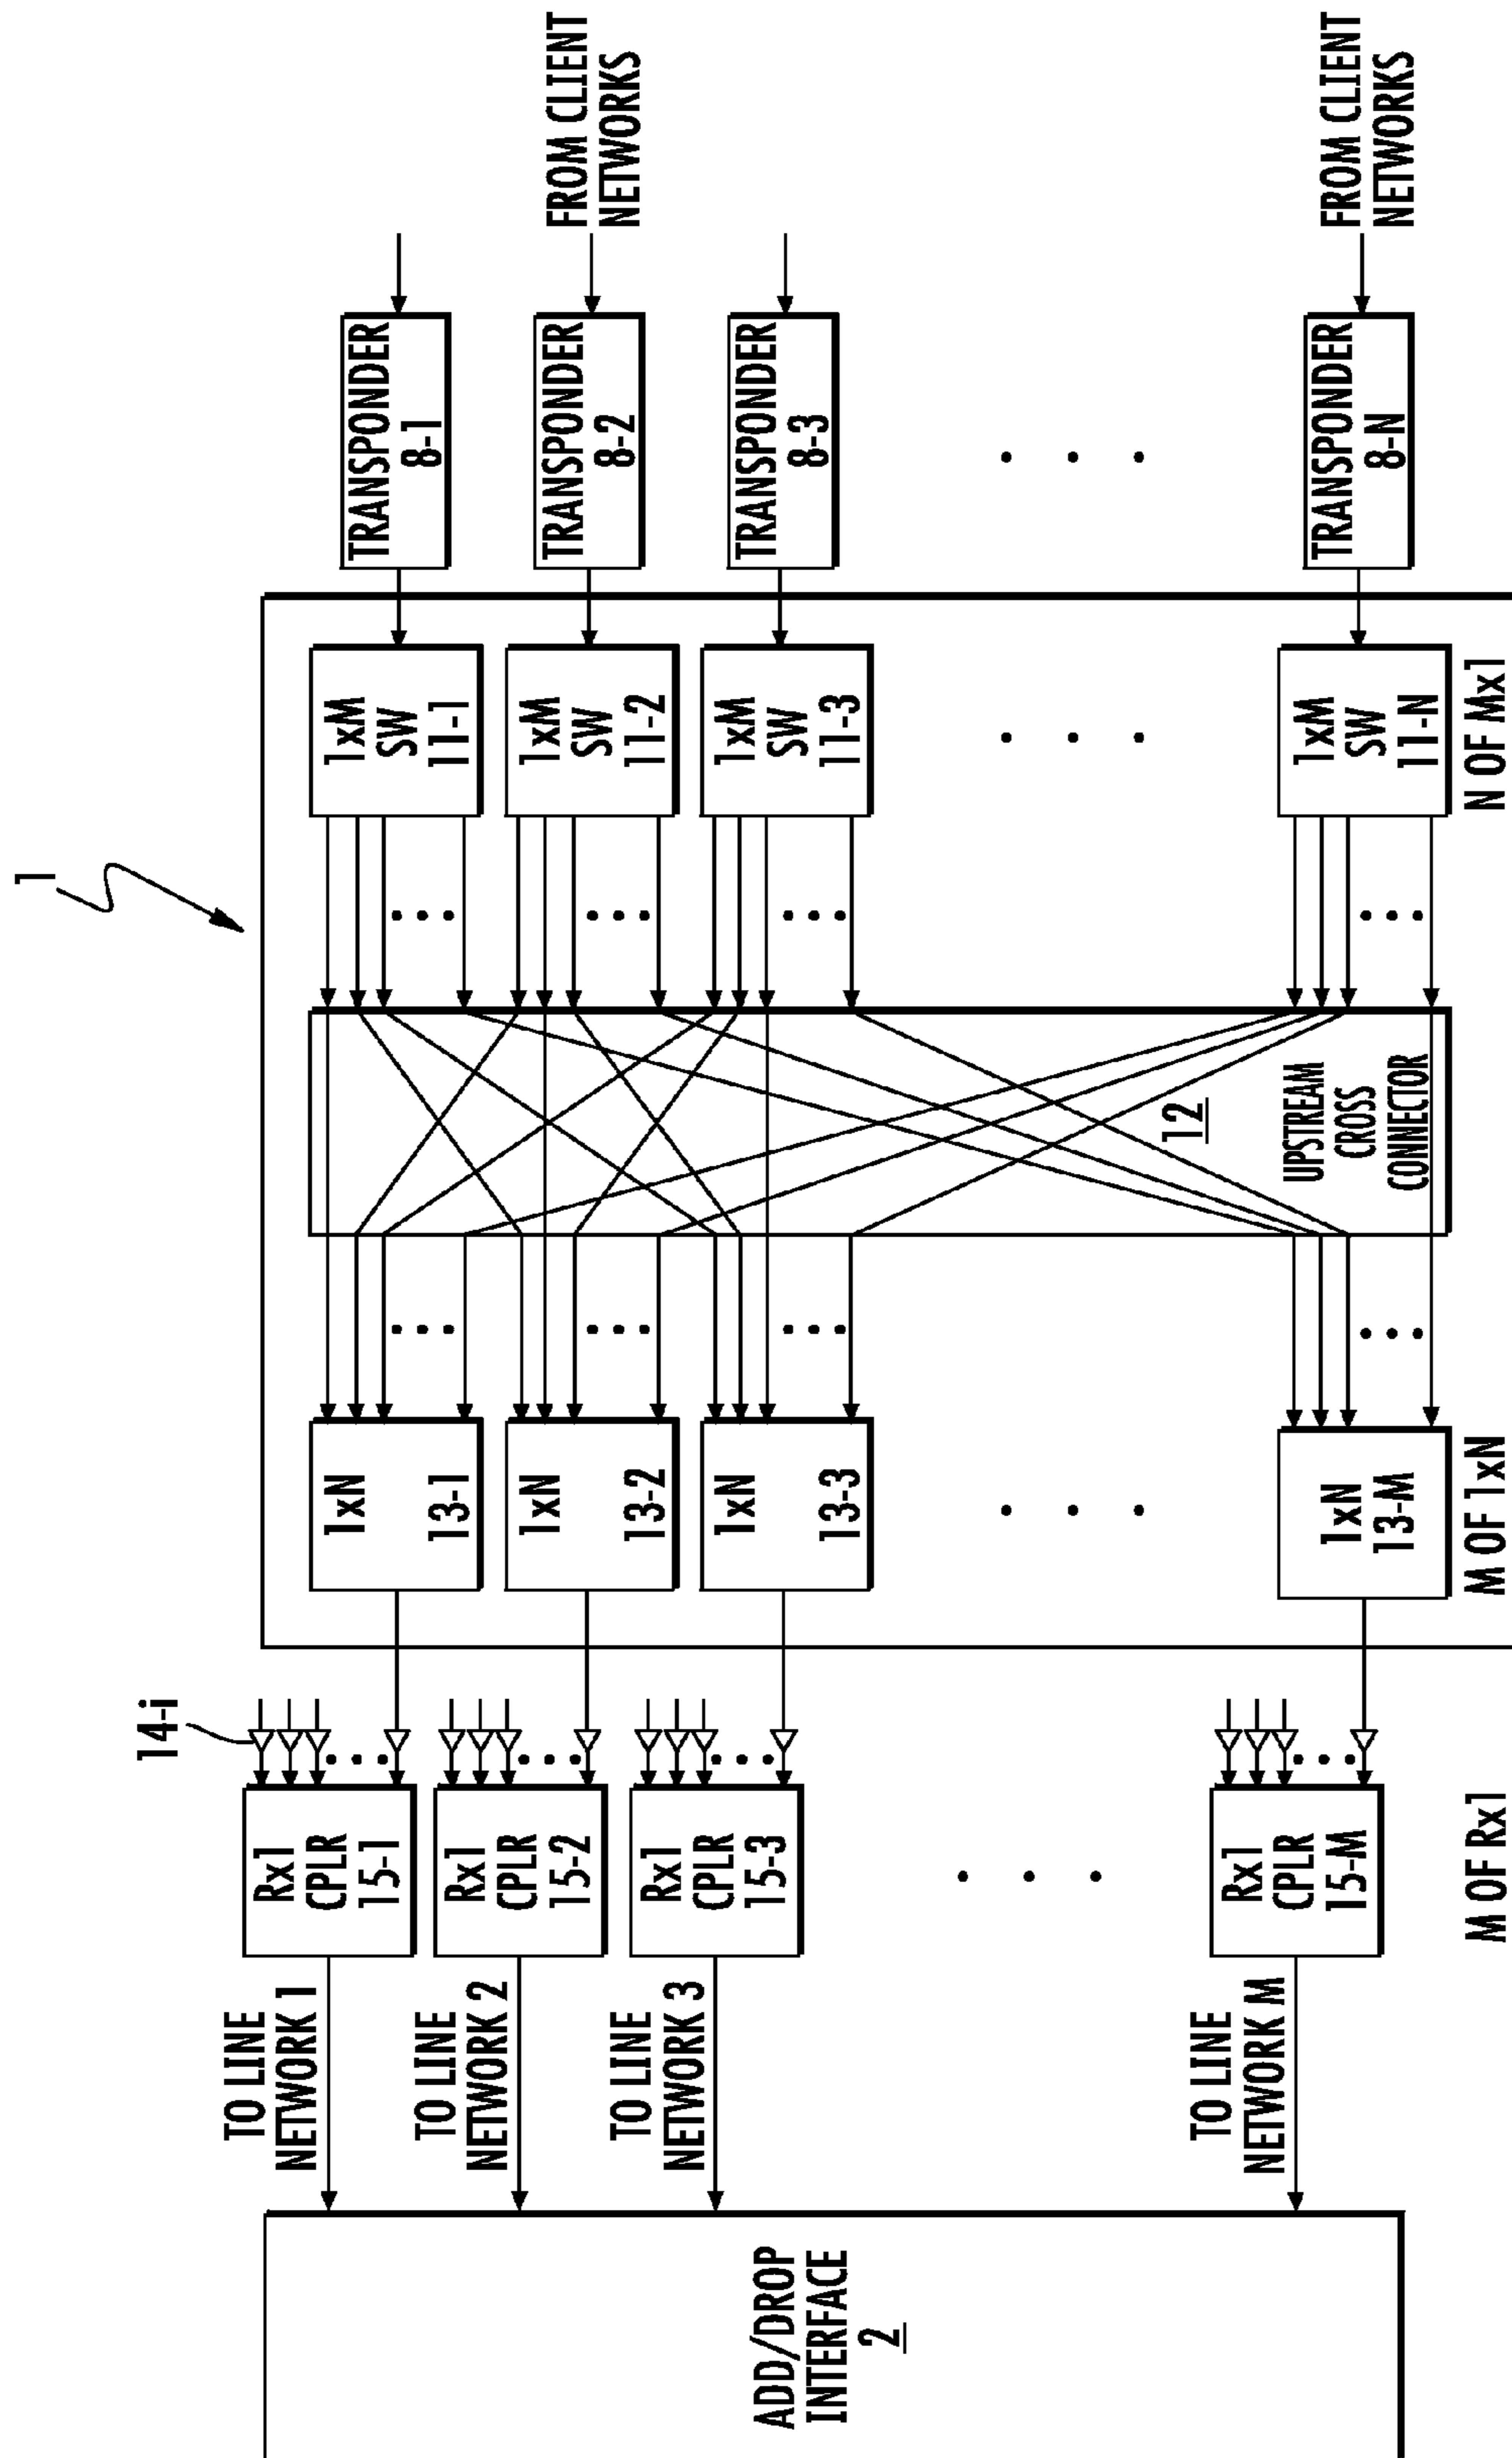 1
14-i
TO LINE
NETWORK 1
Rx1
CPLR
15-1
1xN
13-1
1xM
SW
11-1
TRANSPONDER
8-1
TO LINE
NETWORK 2
Rx1
CPLR
15-2
1xN
13-2
1xM
SW
11-2
TRANSPONDER
8-2
FROM CLIENT
NETWORKS
TO LINE
NETWORK 3
Rx1
CPLR
15-3
1xN
13-3
1xM
SW
11-3
TRANSPONDER
8-3
ADD/DROP
INTERFACE
2
12
UPSTREAM
CROSS
CONNECTOR
TO LINE
NETWORK M
Rx1
CPLR
15-M
1xN
13-M
1xM
SW
11-N
TRANSPONDER
8-N
FROM CLIENT
NETWORKS
M OF Rx1
M OF 1xN
N OF Mx1